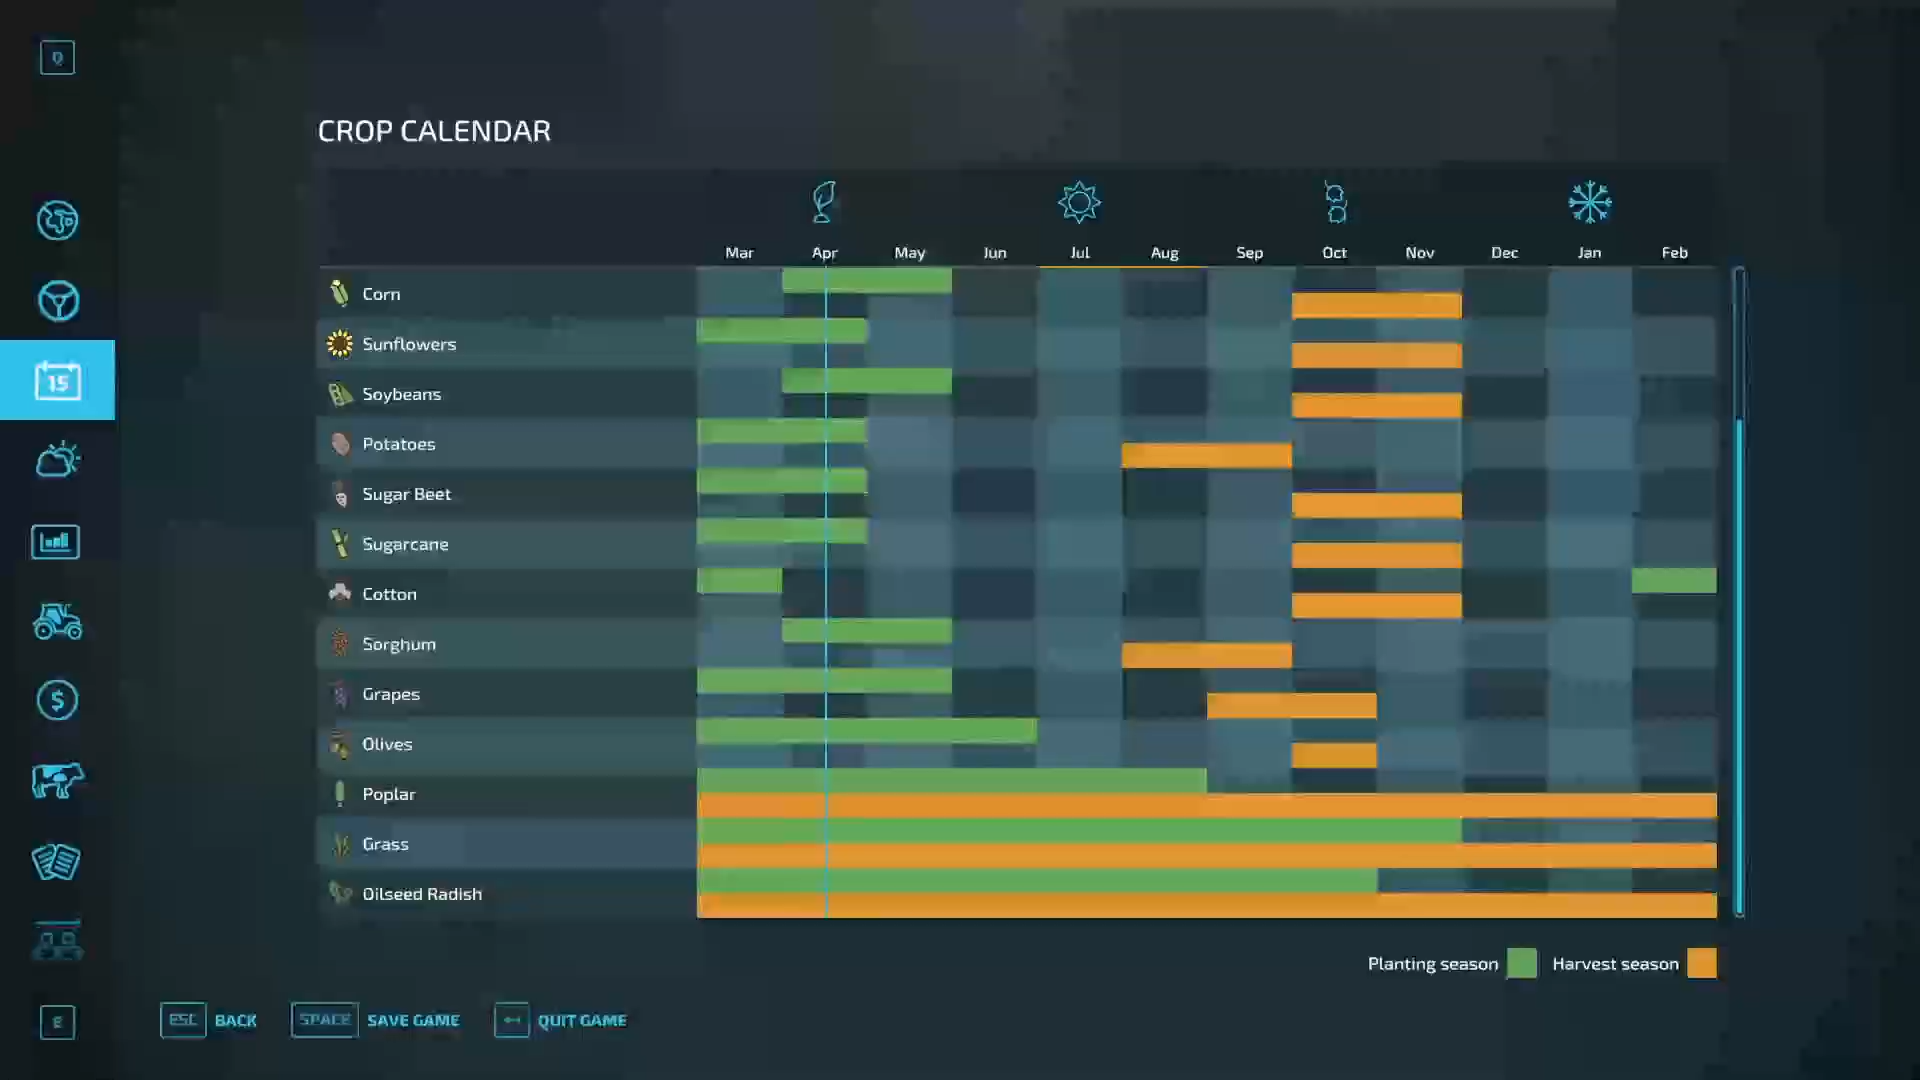 Q
CROP CALENDAR
Mar Apr May Jun Jul Aug Sep Oct Nov Dec Jan Feb
Corn
Sunflowers
15
Soybeans
Potatoes
Sugar Beet
Sugarcane
Cotton
Sorghum
Grapes
$
Olives
Poplar
Grass
Oilseed Radish
Planting season Harvest season
E ESC BACK SPACE SAVE GAME QUIT GAME